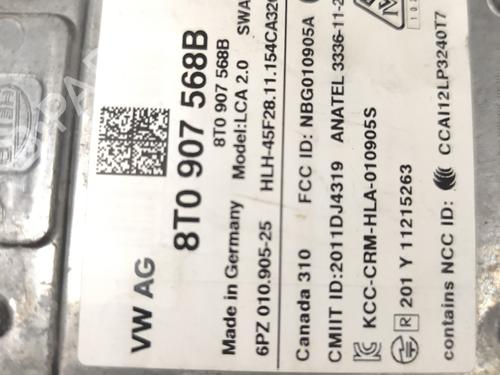 VW AG
8T0 907 568B
8T0 907 568B
Made in Germany Model:LCA 2.0
6PZ 010.905-25 HLH-45F28.11.154CA320
Canada 310 FCC ID: NBG010905A
CMIIT ID:2011DJ4319 ANATEL 3336-11-2
KCC-CRM-HLA-010905S
R 201 Y 11215263
contains NCC ID: CCAI12LP3240T7